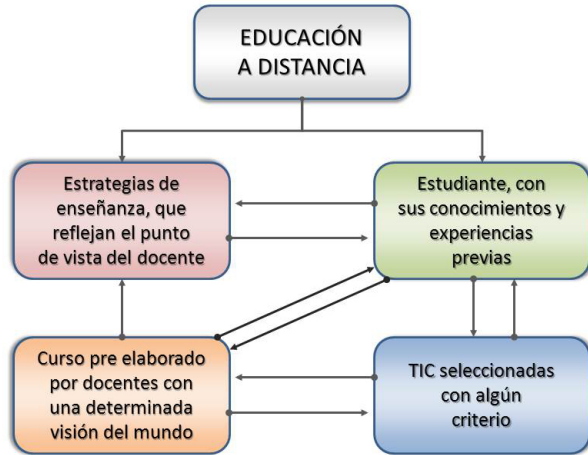 EDUCACIÓN
A DISTANCIA
Estrategias de
enseñanza, que
reflejan el punto
de vista del docente
Estudiante, con
sus conocimientos y
experiencias
previas
Curso pre elaborado
por docentes con
una determinada
visión del mundo
TIC seleccionadas
con algún
criterio